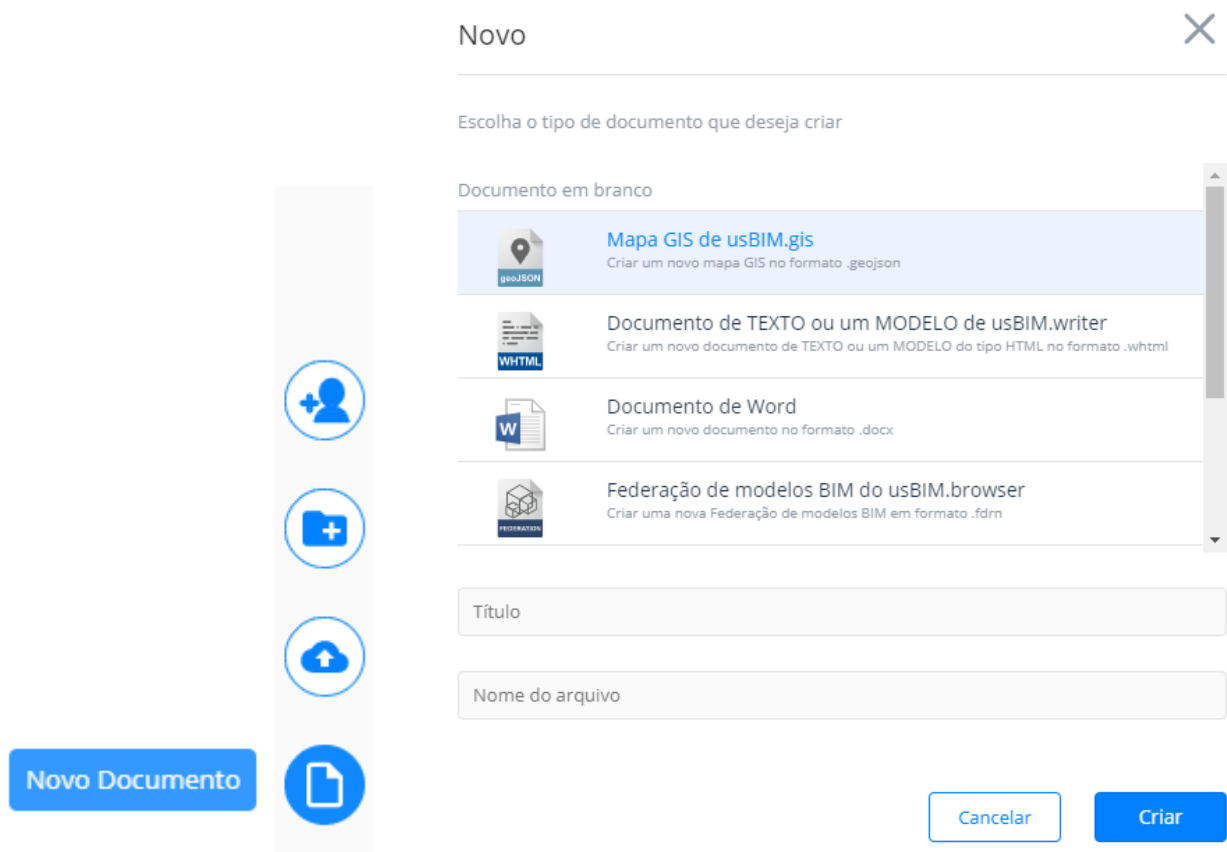 Novo
Escolha o tipo de documento que deseja criar
Documento em branco
geoJSON
Mapa GIS de usBIM.gis
Criar um novo mapa GIS no formato .geojson
WHTML
Documento de TEXTO ou um MODELO de usBIM.writer
Criar um novo documento de TEXTO ou um MODELO do tipo HTML no formato .whtml
W
Documento de Word
Criar um novo documento no formato .docx
FEDERATION
Federação de modelos BIM do usBIM.browser
Criar uma nova Federação de modelos BIM em formato .fdrn
Título
Nome do arquivo
Novo Documento
Cancelar
Criar